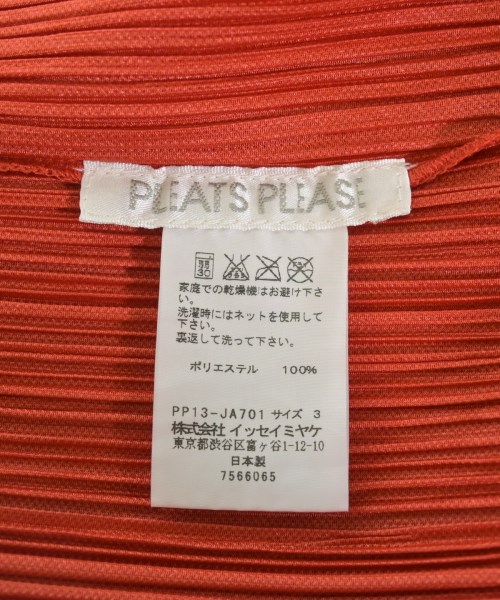 PLEATS PLEASE
弱
30
家庭での乾燥機はお避け下さ
い。
洗濯時にはネットを使用して
下さい。
裏返して洗って下さい。
ポリエステル 100%
PP13-JA701 サイズ 3
株式会社 イッセイミヤケ
東京都渋谷区富ヶ谷1-12-10
日本製
7566065